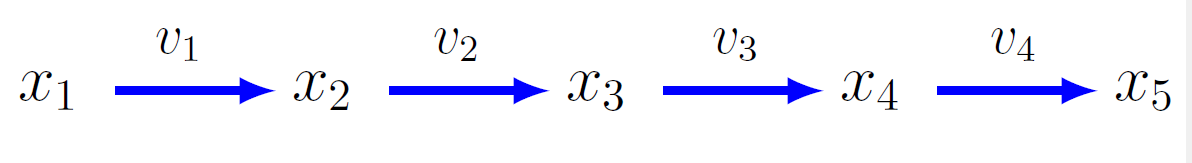 v₁ v₂ v₃ v₄
x₁ x₂ x₃ x₄ x₅